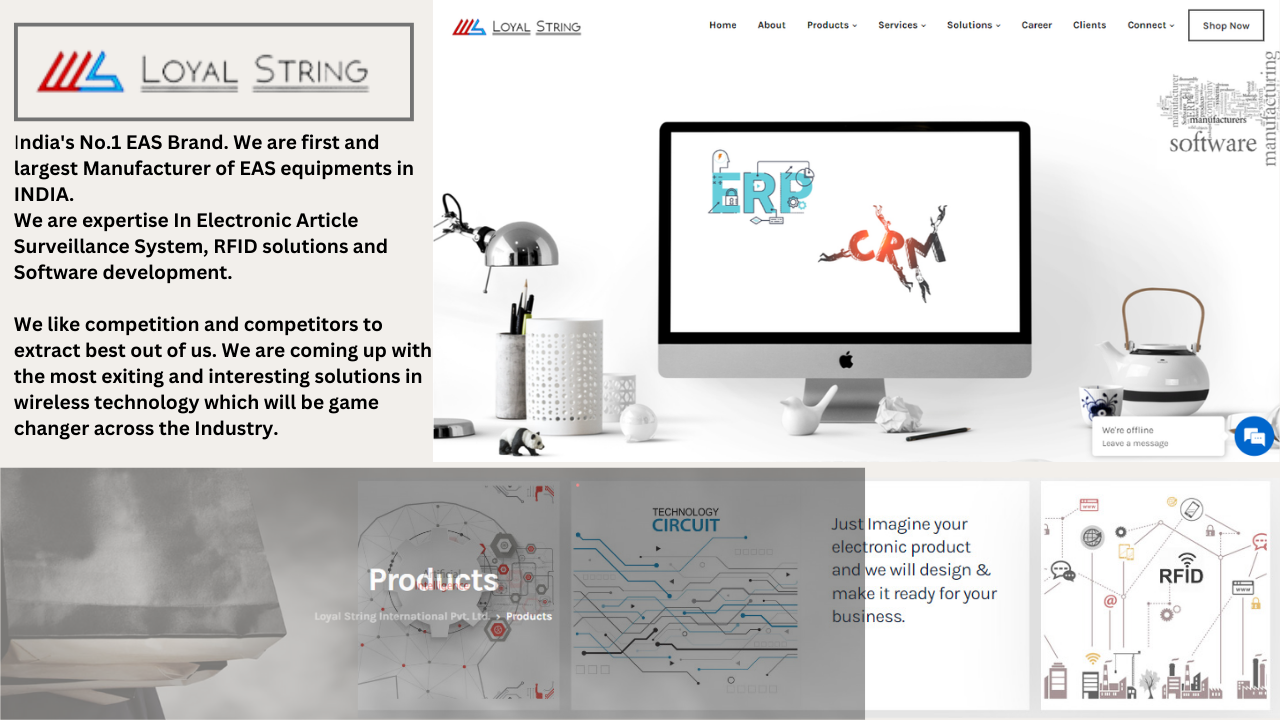 LOYAL STRING
India's No.1 EAS Brand. We are first and
largest Manufacturer of EAS equipments in
INDIA.
We are expertise In Electronic Article
Surveillance System, RFID solutions and
Software development.
We like competition and competitors to
extract best out of us. We are coming up with
the most exiting and interesting solutions in
wireless technology which will be game
changer across the Industry.
LOYAL STRING
Home About Products Services Solutions Career Clients Connect Shop Now
ERP
manufacturers
software
manufacturing
ERP
CRM
We're offline
Leave a message
Products
Loyal String International Pvt. Ltd. > Products
TECHNOLOGY
CIRCUIT
Just Imagine your
electronic product
and we will design &
make it ready for your
business.
www
RFID
www
@